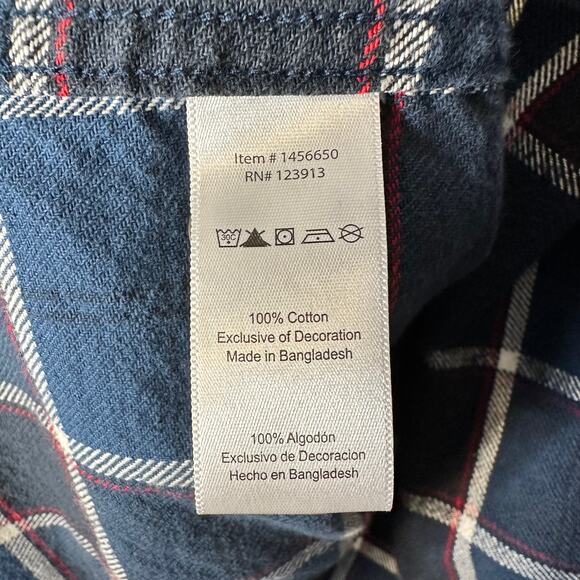 Item # 1456650
RN# 123913
30C
100% Cotton
Exclusive of Decoration
Made in Bangladesh
100% Algodón
Exclusivo de Decoracion
Hecho en Bangladesh